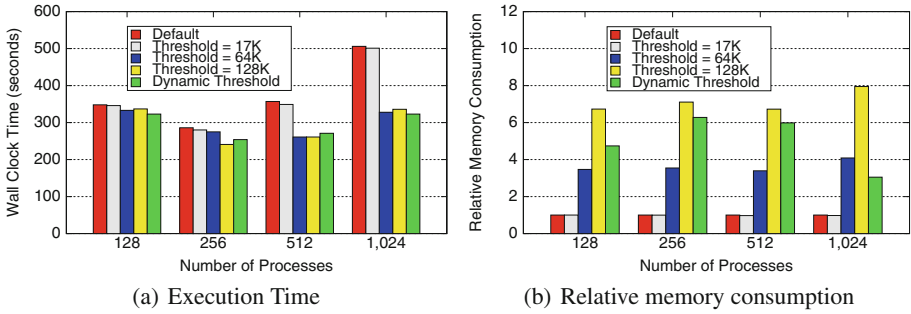 600
500
400
300
200
100
0
Wall Clock Time (seconds)
Default
Threshold = 17K
Threshold = 64K
Threshold = 128K
Dynamic Threshold
128 256 512 1,024
Number of Processes
(a) Execution Time
12
10
8
6
4
2
0
Relative Memory Consumption
Default
Threshold = 17K
Threshold = 64K
Threshold = 128K
Dynamic Threshold
128 256 512 1,024
Number of Processes
(b) Relative memory consumption